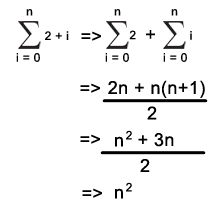 n n n
∑ 2 + i => ∑ 2 + ∑ i
i = 0 i = 0 i = 0
=> 2n + n(n+1)
2
=> n² + 3n
2
=> n²